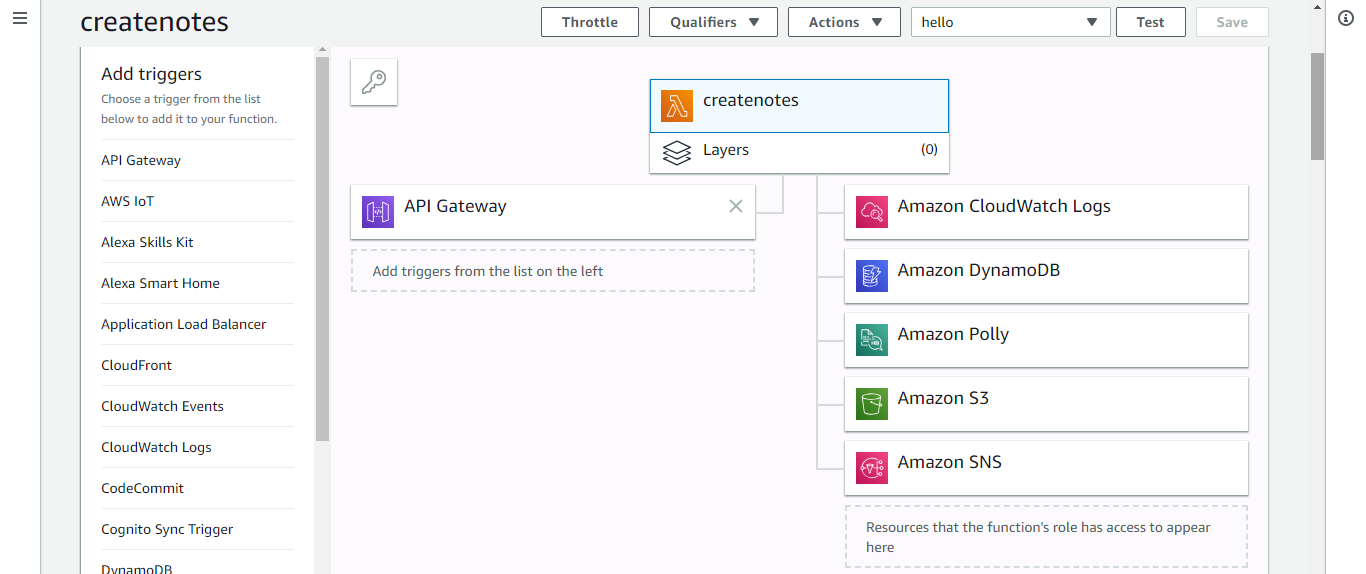 createnotes
Throttle
Qualifiers
Actions
hello
Test
Save
Add triggers
Choose a trigger from the list
below to add it to your function.
API Gateway
AWS IoT
Alexa Skills Kit
Alexa Smart Home
Application Load Balancer
CloudFront
CloudWatch Events
CloudWatch Logs
CodeCommit
Cognito Sync Trigger
DynamoDB
createnotes
Layers (0)
API Gateway
Add triggers from the list on the left
Amazon CloudWatch Logs
Amazon DynamoDB
Amazon Polly
Amazon S3
Amazon SNS
Resources that the function's role has access to appear
here